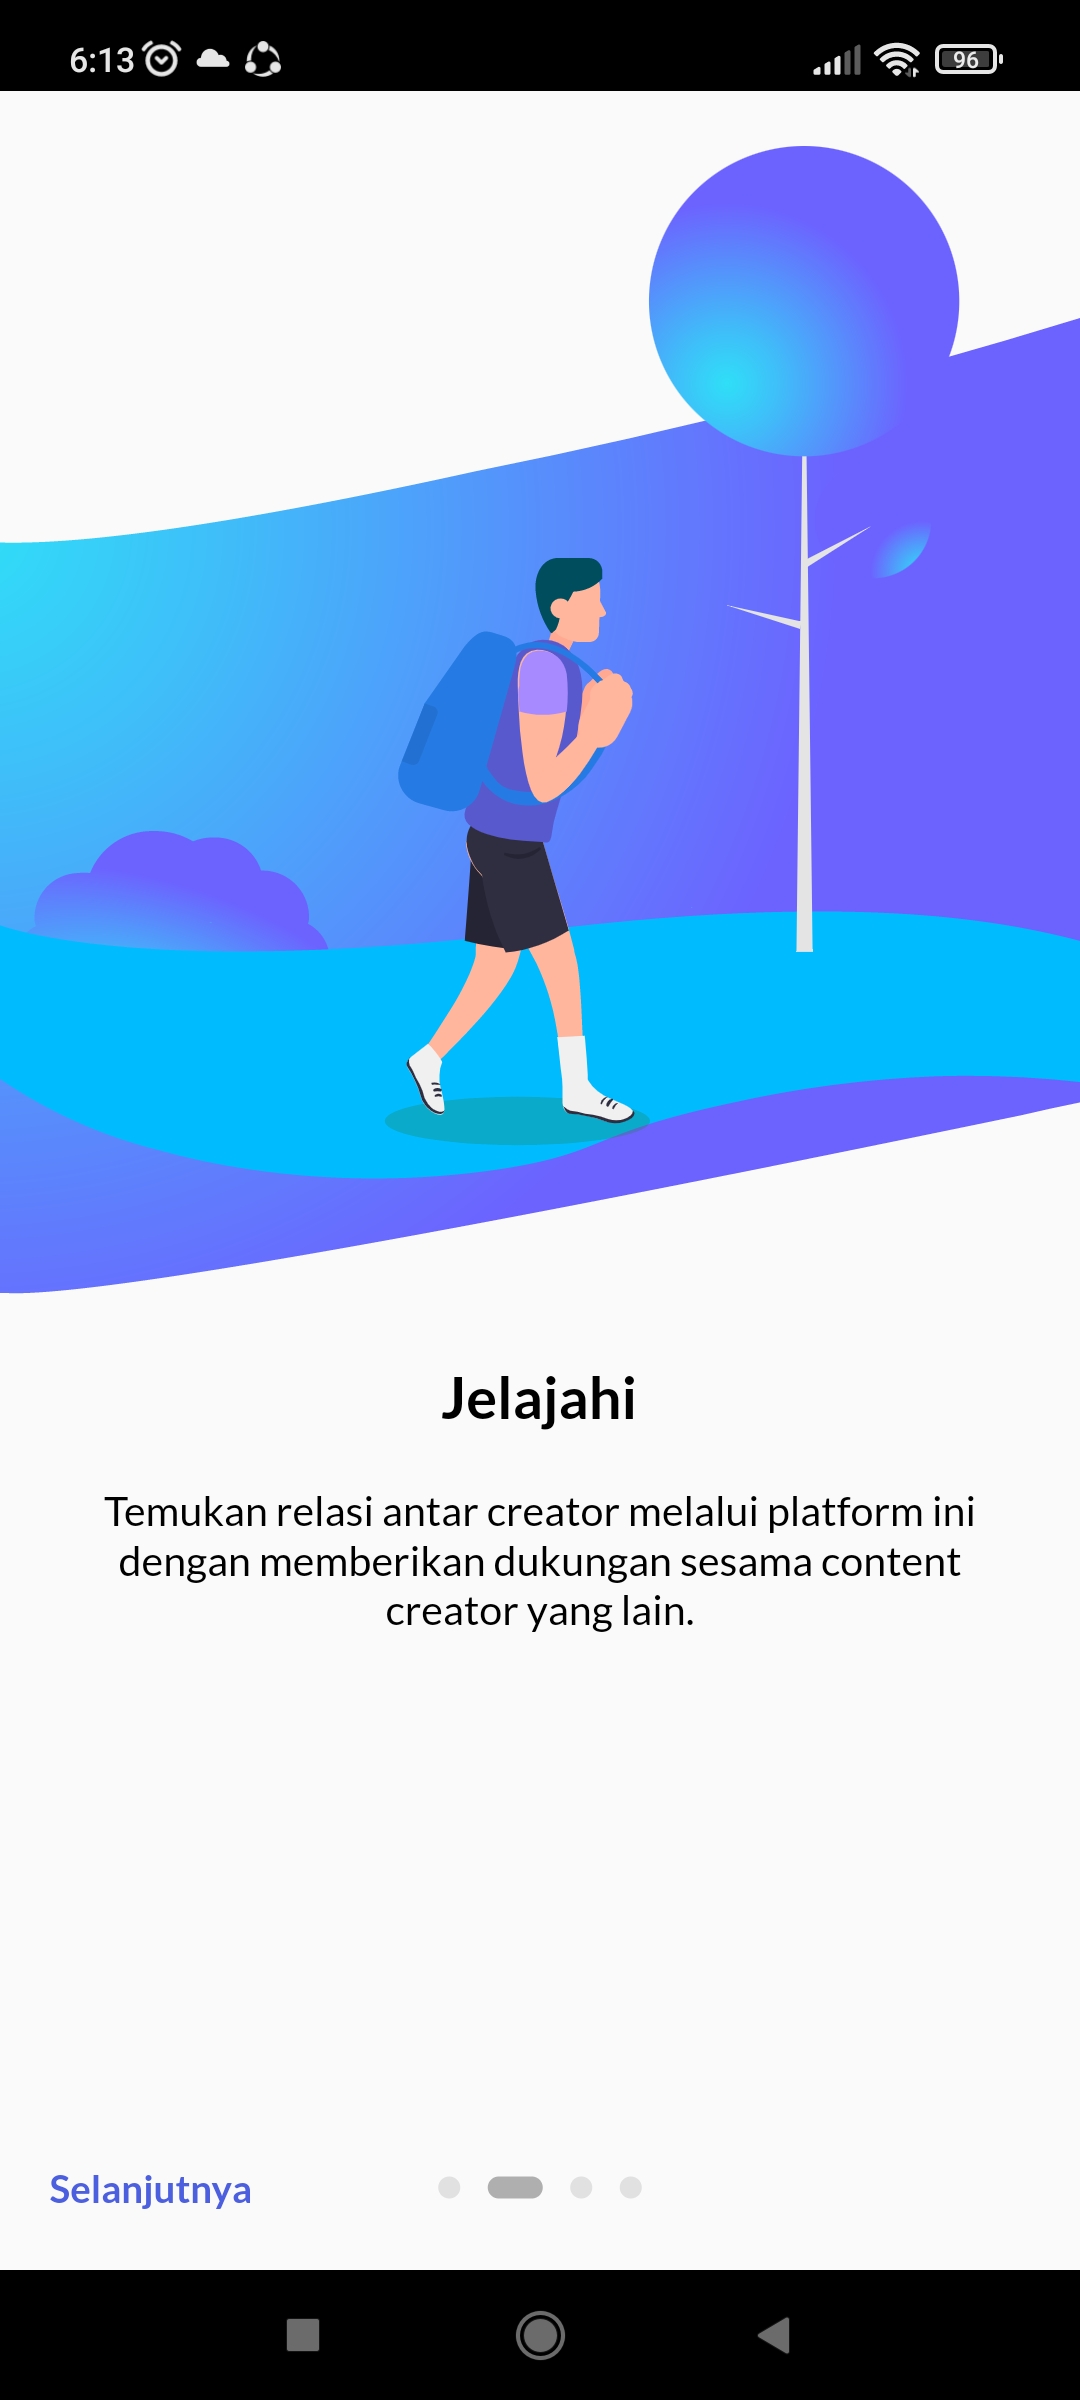 6:13
96
Jelajahi
Temukan relasi antar creator melalui platform ini
dengan memberikan dukungan sesama content
creator yang lain.
Selanjutnya